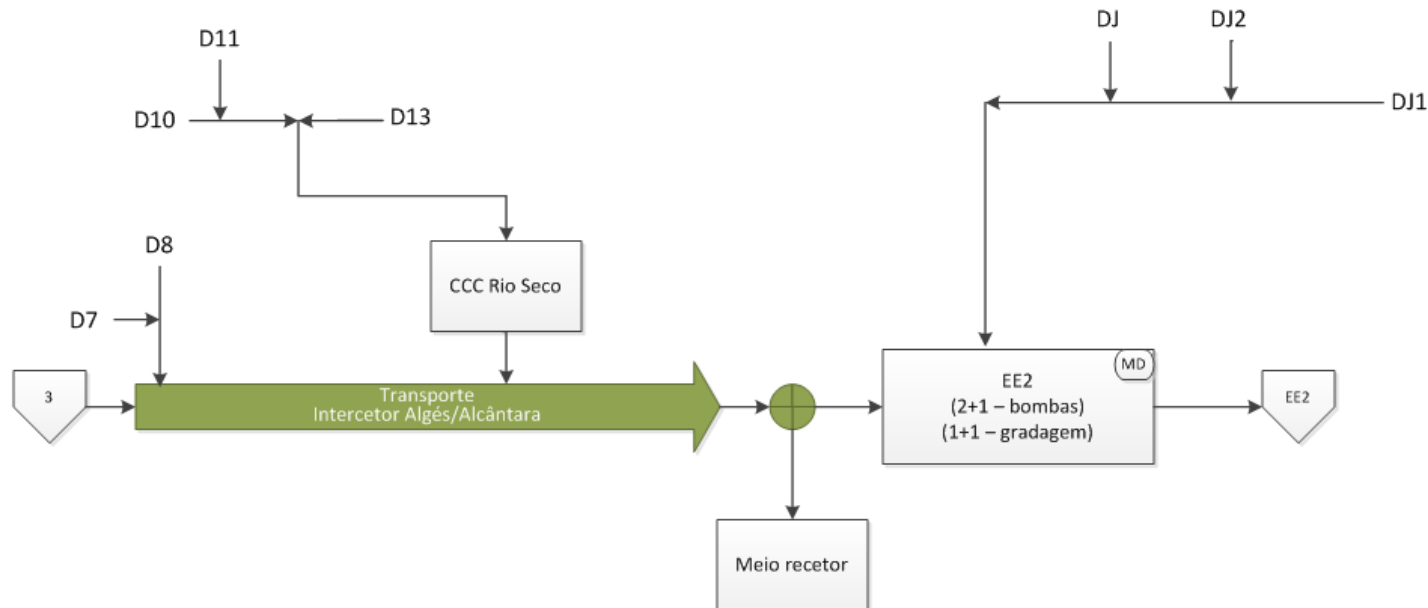 DJ
DJ2
D11
DJ1
D10
D13
D8
CCC Rio Seco
D7
MD
3
Transporte
Intercetor Algés/Alcântara
EE2
(2+1 – bombas)
(1+1 – gradagem)
EE2
Meio recetor